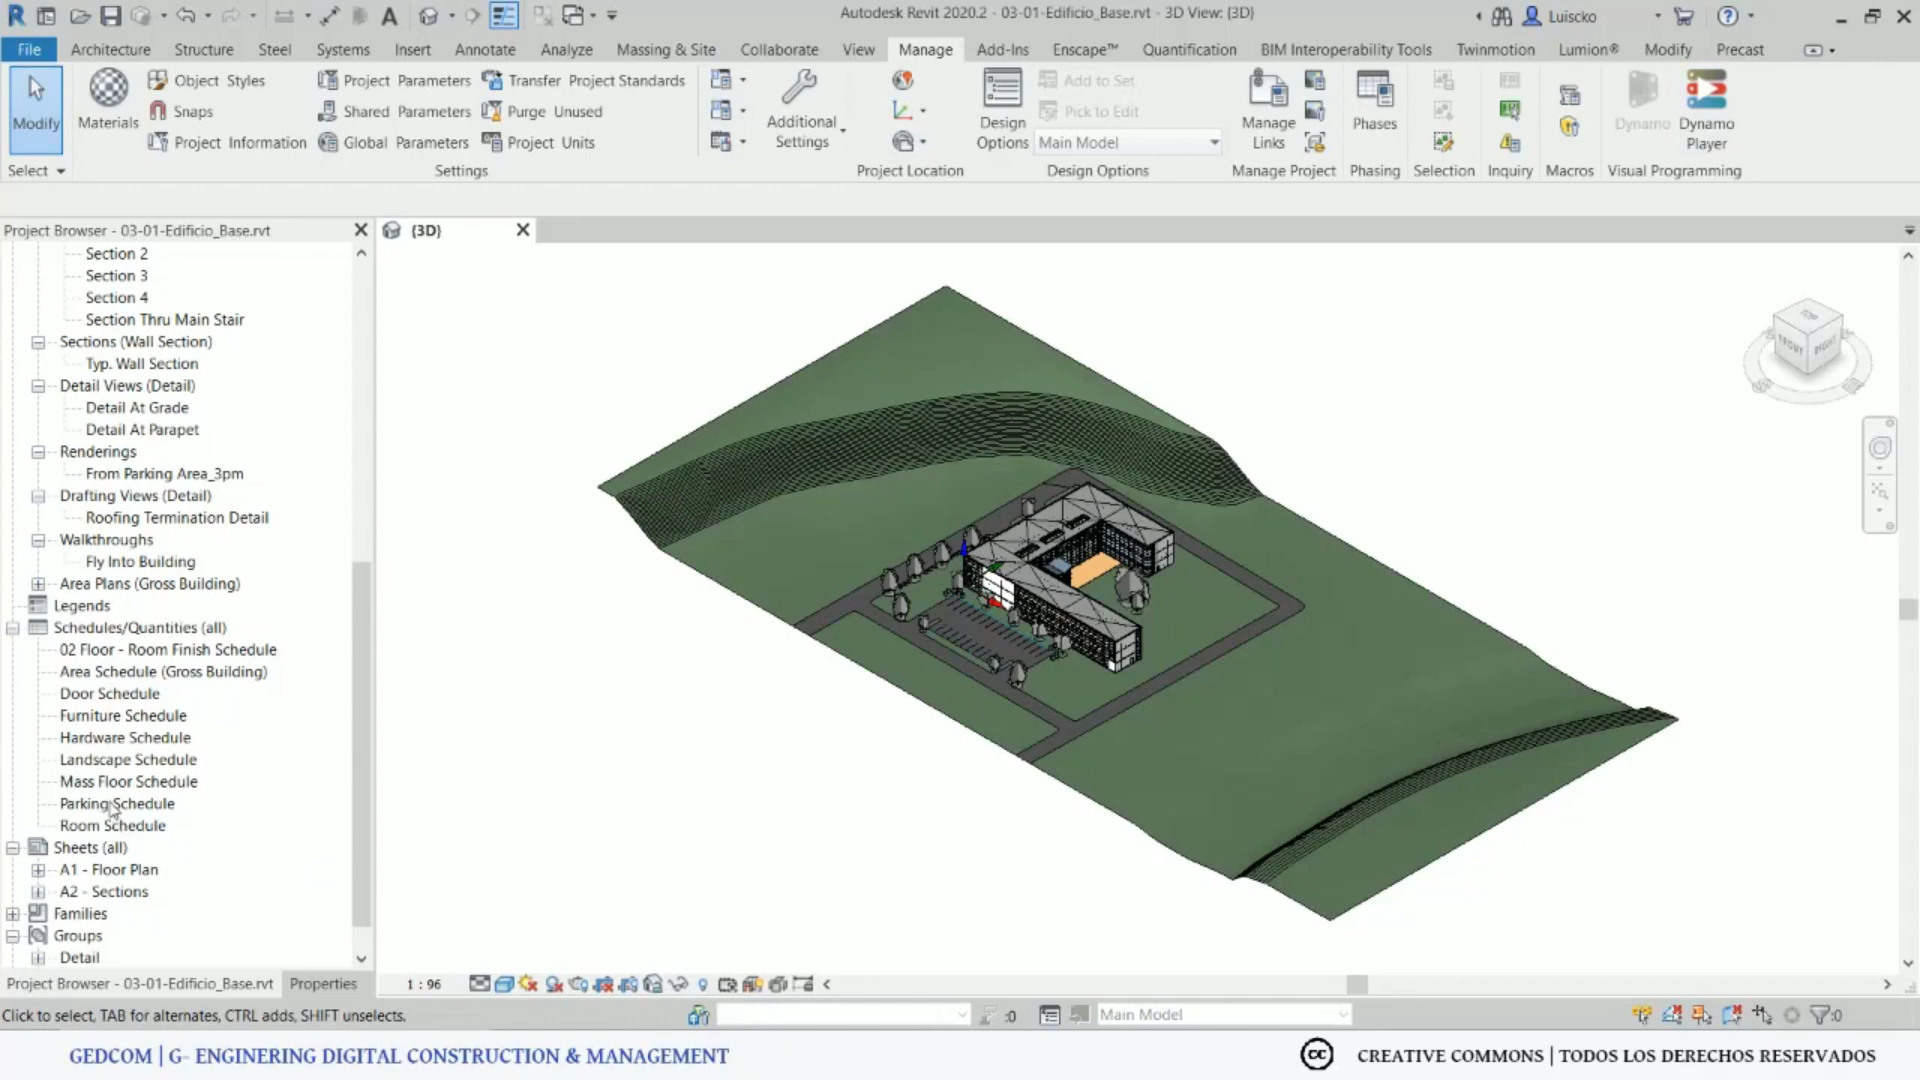 Autodesk Revit 2020.2 - 03-01-Edificio_Base.rvt - 3D View: {3D}
Luiscko
File Architecture Structure Steel Systems Insert Annotate Analyze Massing & Site Collaborate View Manage Add-Ins Enscape™ Quantification BIM Interoperability Tools Twinmotion Lumion® Modify Precast
Modify
Materials
Object Styles
Snaps
Project Information
Project Parameters
Shared Parameters
Global Parameters
Transfer Project Standards
Purge Unused
Project Units
Additional
Settings
Design
Options
Add to Set
Pick to Edit
Main Model
Manage
Links
Phases
Dynamo
Dynamo
Player
Select Settings Project Location Design Options Manage Project Phasing Selection Inquiry Macros Visual Programming
Project Browser - 03-01-Edificio_Base.rvt
{3D}
Section 2
Section 3
Section 4
Section Thru Main Stair
Sections (Wall Section)
Typ. Wall Section
Detail Views (Detail)
Detail At Grade
Detail At Parapet
Renderings
From Parking Area_3pm
Drafting Views (Detail)
Roofing Termination Detail
Walkthroughs
Fly Into Building
Area Plans (Gross Building)
Legends
Schedules/Quantities (all)
02 Floor - Room Finish Schedule
Area Schedule (Gross Building)
Door Schedule
Furniture Schedule
Hardware Schedule
Landscape Schedule
Mass Floor Schedule
Parking Schedule
Room Schedule
Sheets (all)
A1 - Floor Plan
A2 - Sections
Families
Groups
Detail
TOP
FRONT
RIGHT
Project Browser - 03-01-Edificio_Base.rvt Properties
1 : 96
Click to select, TAB for alternates, CTRL adds, SHIFT unselects.
:0
Main Model
:0
GEDCOM | G- ENGINERING DIGITAL CONSTRUCTION & MANAGEMENT
cc CREATIVE COMMONS | TODOS LOS DERECHOS RESERVADOS